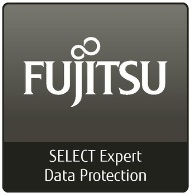 FUJITSU
SELECT Expert
Data Protection